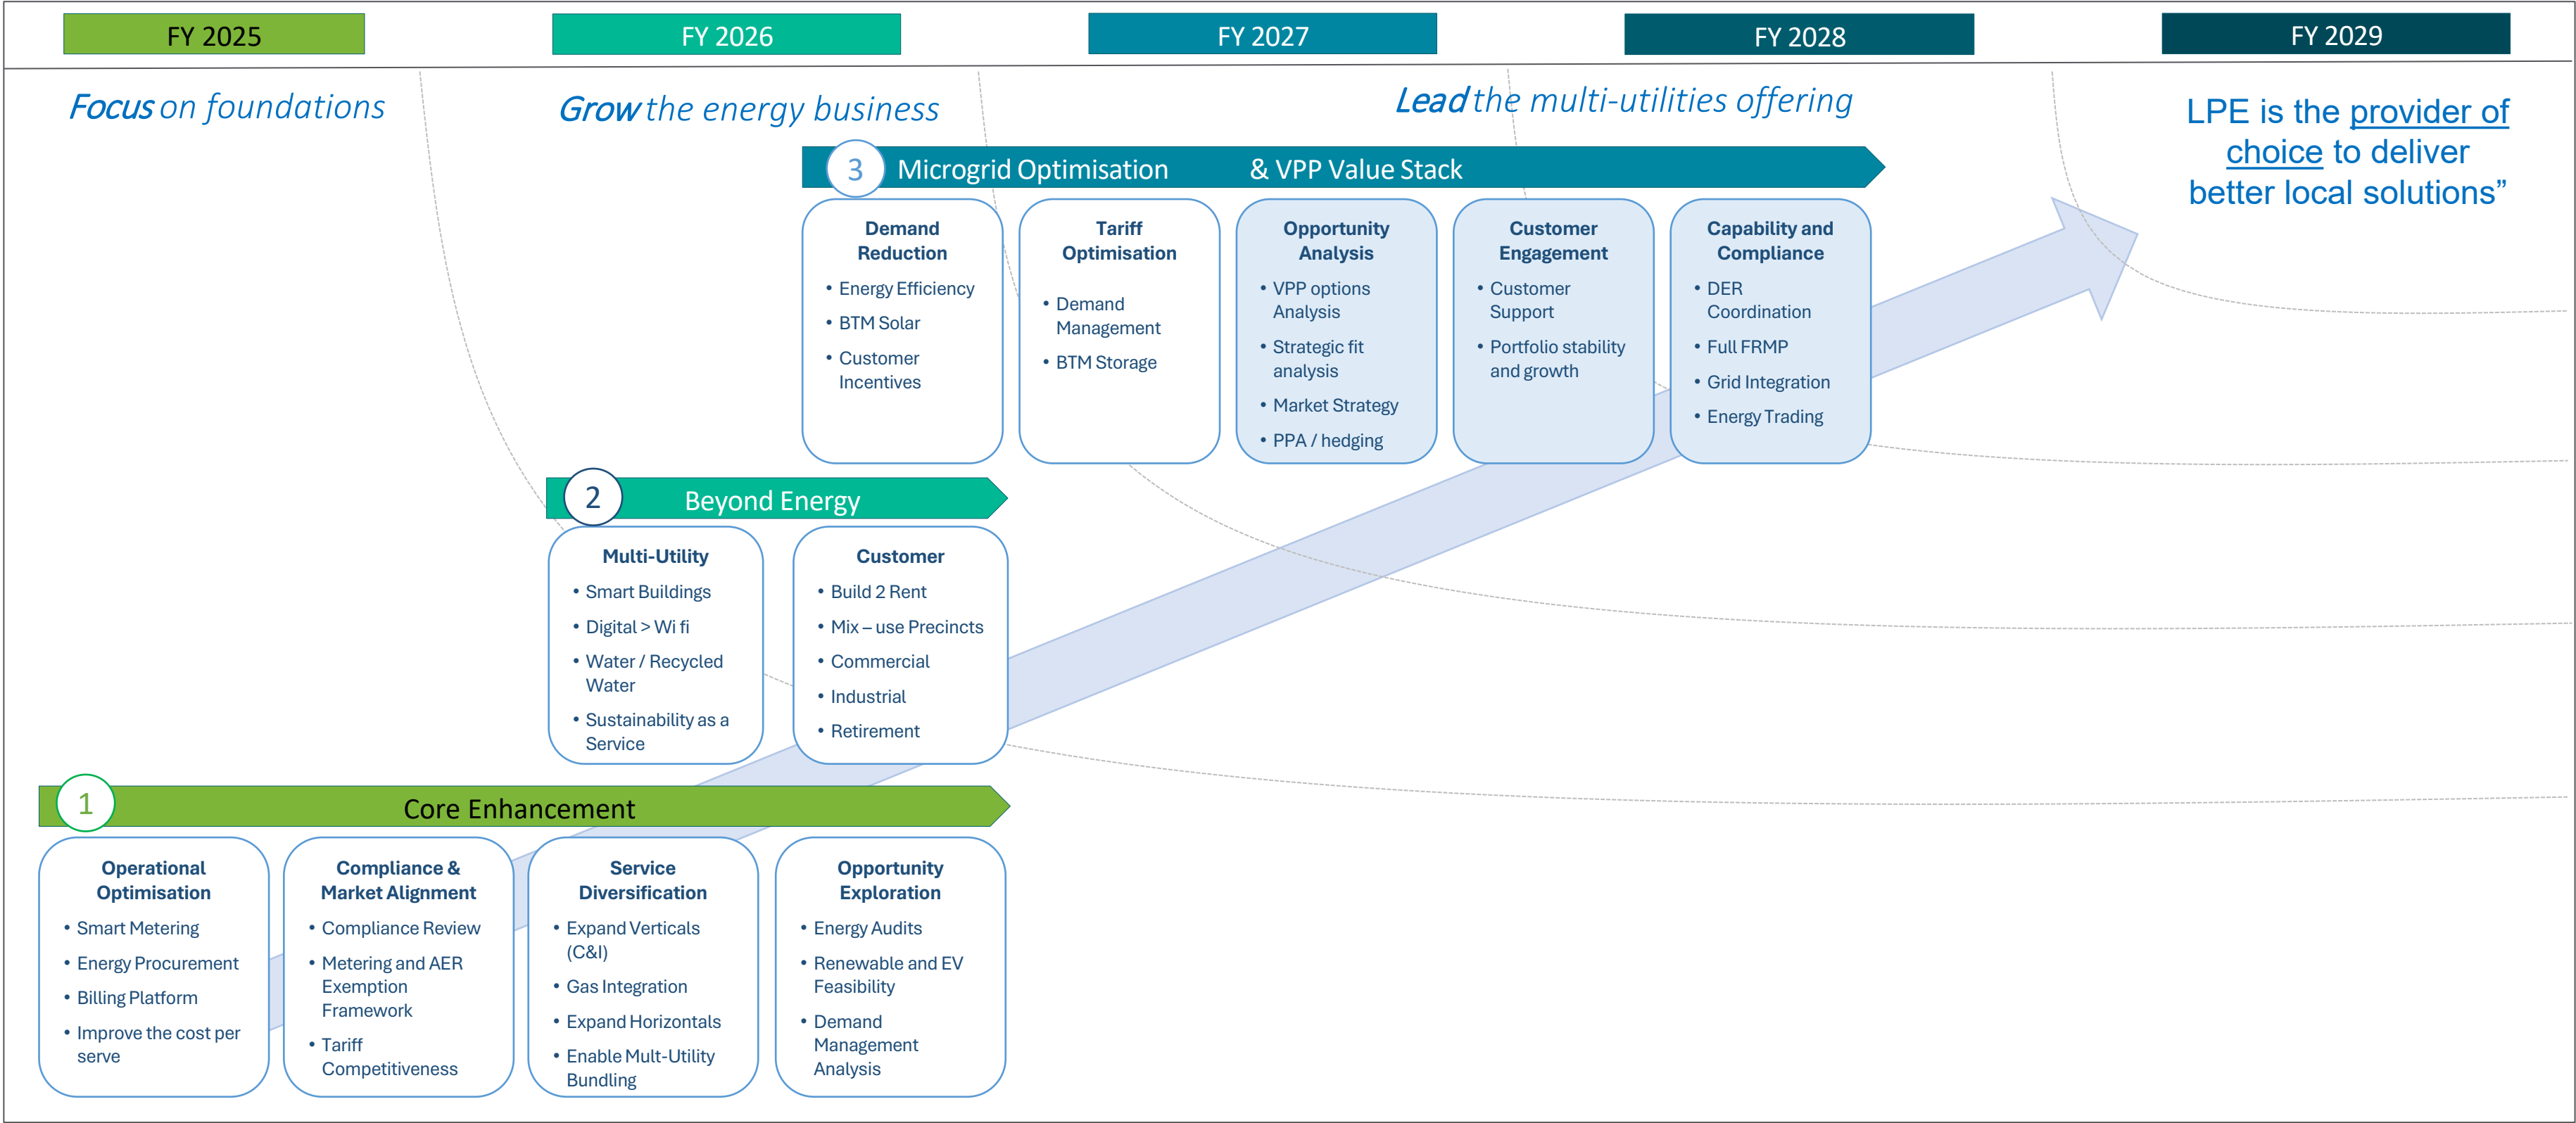 FY 2025
FY 2026
FY 2027
FY 2028
FY 2029
Focus on foundations
Grow the energy business
Lead the multi-utilities offering
LPE is the provider of
choice to deliver
better local solutions”
3
Microgrid Optimisation & VPP Value Stack
Demand
Reduction
• Energy Efficiency
• BTM Solar
• Customer
Incentives
Tariff
Optimisation
• Demand
Management
• BTM Storage
Opportunity
Analysis
• VPP options
Analysis
• Strategic fit
analysis
• Market Strategy
• PPA / hedging
Customer
Engagement
• Customer
Support
• Portfolio stability
and growth
Capability and
Compliance
• DER
Coordination
• Full FRMP
• Grid Integration
• Energy Trading
2
Beyond Energy
Multi-Utility
• Smart Buildings
• Digital > Wi fi
• Water / Recycled
Water
• Sustainability as a
Service
Customer
• Build 2 Rent
• Mix – use Precincts
• Commercial
• Industrial
• Retirement
1
Core Enhancement
Operational
Optimisation
• Smart Metering
• Energy Procurement
• Billing Platform
• Improve the cost per
serve
Compliance &
Market Alignment
• Compliance Review
• Metering and AER
Exemption
Framework
• Tariff
Competitiveness
Service
Diversification
• Expand Verticals
(C&I)
• Gas Integration
• Expand Horizontals
• Enable Mult-Utility
Bundling
Opportunity
Exploration
• Energy Audits
• Renewable and EV
Feasibility
• Demand
Management
Analysis